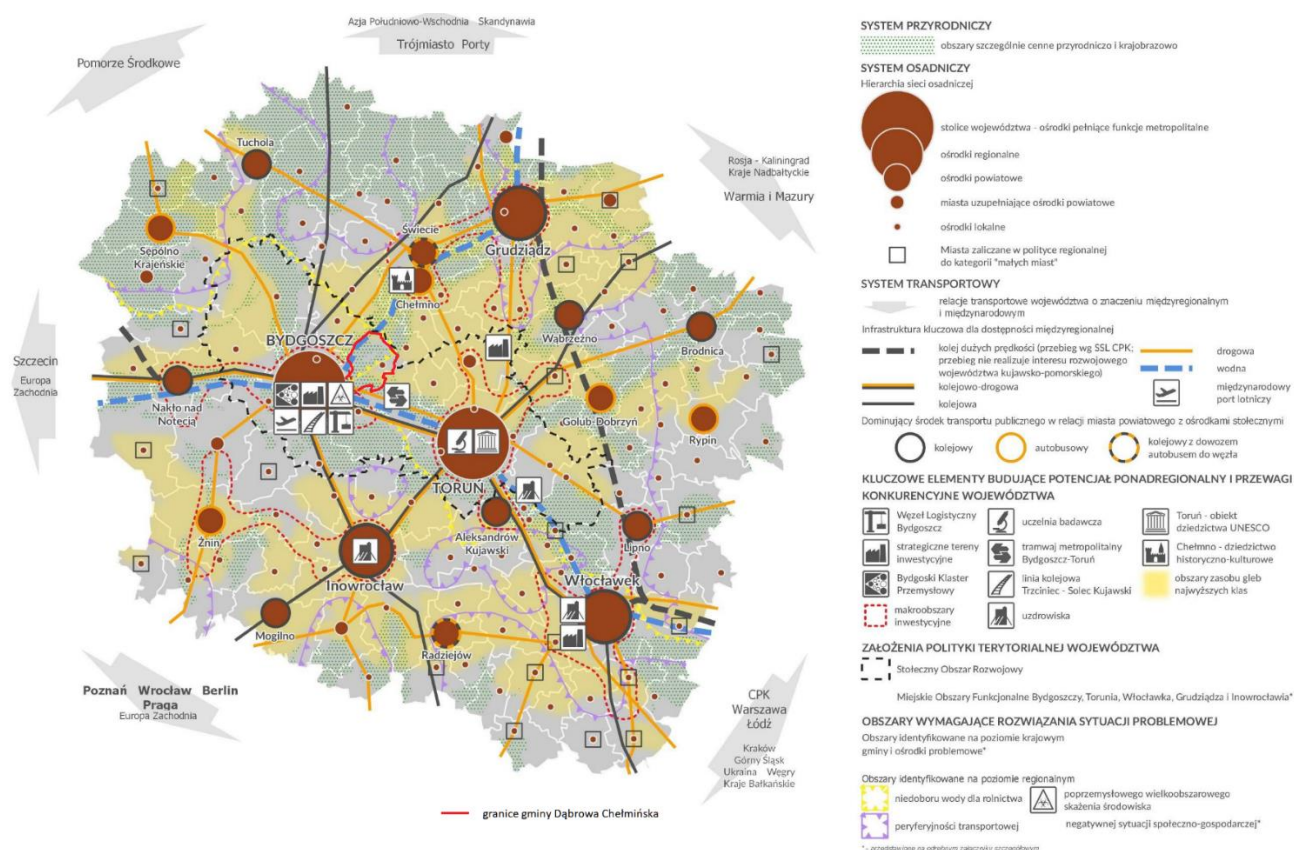 Azja Południowo-Wschodnia Skandynawia
Trójmiasto Porty
Pomorze Środkowe
Rosja – Kaliningrad
Kraje Nadbałtyckie
Warmia i Mazury
Szczecin
Europa
Zachodnia
Poznań Wrocław Berlin
Praga
Europa Zachodnia
CPK
Warszawa
Łódź
Kraków
Górny Śląsk
Ukraina Węgry
Kraje Bałkańskie
Tuchola
Sępólno
Krajeńskie
Świecie
Grudziądz
Chełmno
BYDGOSZCZ
Wąbrzeźno
Brodnica
Nakło nad
Notecią
Golub-Dobrzyń
Rypin
TORUŃ
Żnin
Aleksandrów
Kujawski
Lipno
Inowrocław
Włocławek
Mogilno
Radziejów
granice gminy Dąbrowa Chełmińska
SYSTEM PRZYRODNICZY
obszary szczególnie cenne przyrodniczo i krajobrazowo
SYSTEM OSADNICZY
Hierarchia sieci osadniczej
stolice województwa - ośrodki pełniące funkcje metropolitalne
ośrodki regionalne
ośrodki powiatowe
miasta uzupełniające ośrodki powiatowe
ośrodki lokalne
Miasta zaliczane w polityce regionalnej
do kategorii "małych miast"
SYSTEM TRANSPORTOWY
relacje transportowe województwa o znaczeniu międzyregionalnym
i międzynarodowym
Infrastruktura kluczowa dla dostępności międzyregionalnej
kolej dużych prędkości (przebieg wg SSL CPK;
przebieg nie realizuje interesu rozwojowego
województwa kujawsko-pomorskiego)
kolejowo-drogowa
kolejowa
drogowa
wodna
międzynarodowy
port lotniczy
Dominujący środek transportu publicznego w relacji miasta powiatowego z ośrodkami stołecznymi
kolejowy
autobusowy
kolejowy z dowozem
autobusem do węzła
KLUCZOWE ELEMENTY BUDUJĄCE POTENCJAŁ PONADREGIONALNY I PRZEWAGI
KONKURENCYJNE WOJEWÓDZTWA
Węzeł Logistyczny
Bydgoszcz
strategiczne tereny
inwestycyjne
Bydgoski Klaster
Przemysłowy
makroobszary
inwestycyjne
uczelnia badawcza
tramwaj metropolitalny
Bydgoszcz-Toruń
linia kolejowa
Trzciniec - Solec Kujawski
uzdrowiska
Toruń - obiekt
dziedzictwa UNESCO
Chełmno - dziedzictwo
historyczno-kulturowe
obszary zasobu gleb
najwyższych klas
ZAŁOŻENIA POLITYKI TERYTORIALNEJ WOJEWÓDZTWA
Stołeczny Obszar Rozwojowy
Miejskie Obszary Funkcjonalne Bydgoszczy, Torunia, Włocławka, Grudziądza i Inowrocławia*
OBSZARY WYMAGAJĄCE ROZWIĄZANIA SYTUACJI PROBLEMOWEJ
Obszary identyfikowane na poziomie krajowym
gminy i ośrodki problemowe*
Obszary identyfikowane na poziomie regionalnym
niedoboru wody dla rolnictwa
peryferyjności transportowej
poprzemysłowego wielkoobszarowego
skażenia środowiska
negatywnej sytuacji społeczno-gospodarczej*
* - przedstawione na odrębnym załączniku szczegółowym